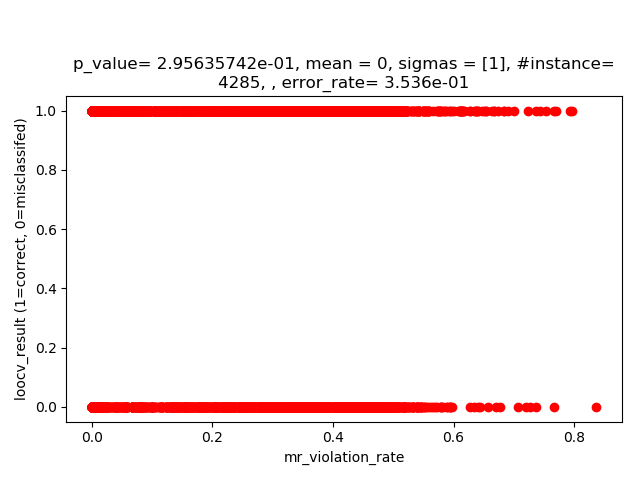 p_value= 2.95635742e-01, mean = 0, sigmas = [1], #instance=
4285, , error_rate= 3.536e-01
1.0
0.8
0.6
0.4
0.2
0.0
loocv_result (1=correct, 0=misclassifed)
0.0 0.2 0.4 0.6 0.8
mr_violation_rate